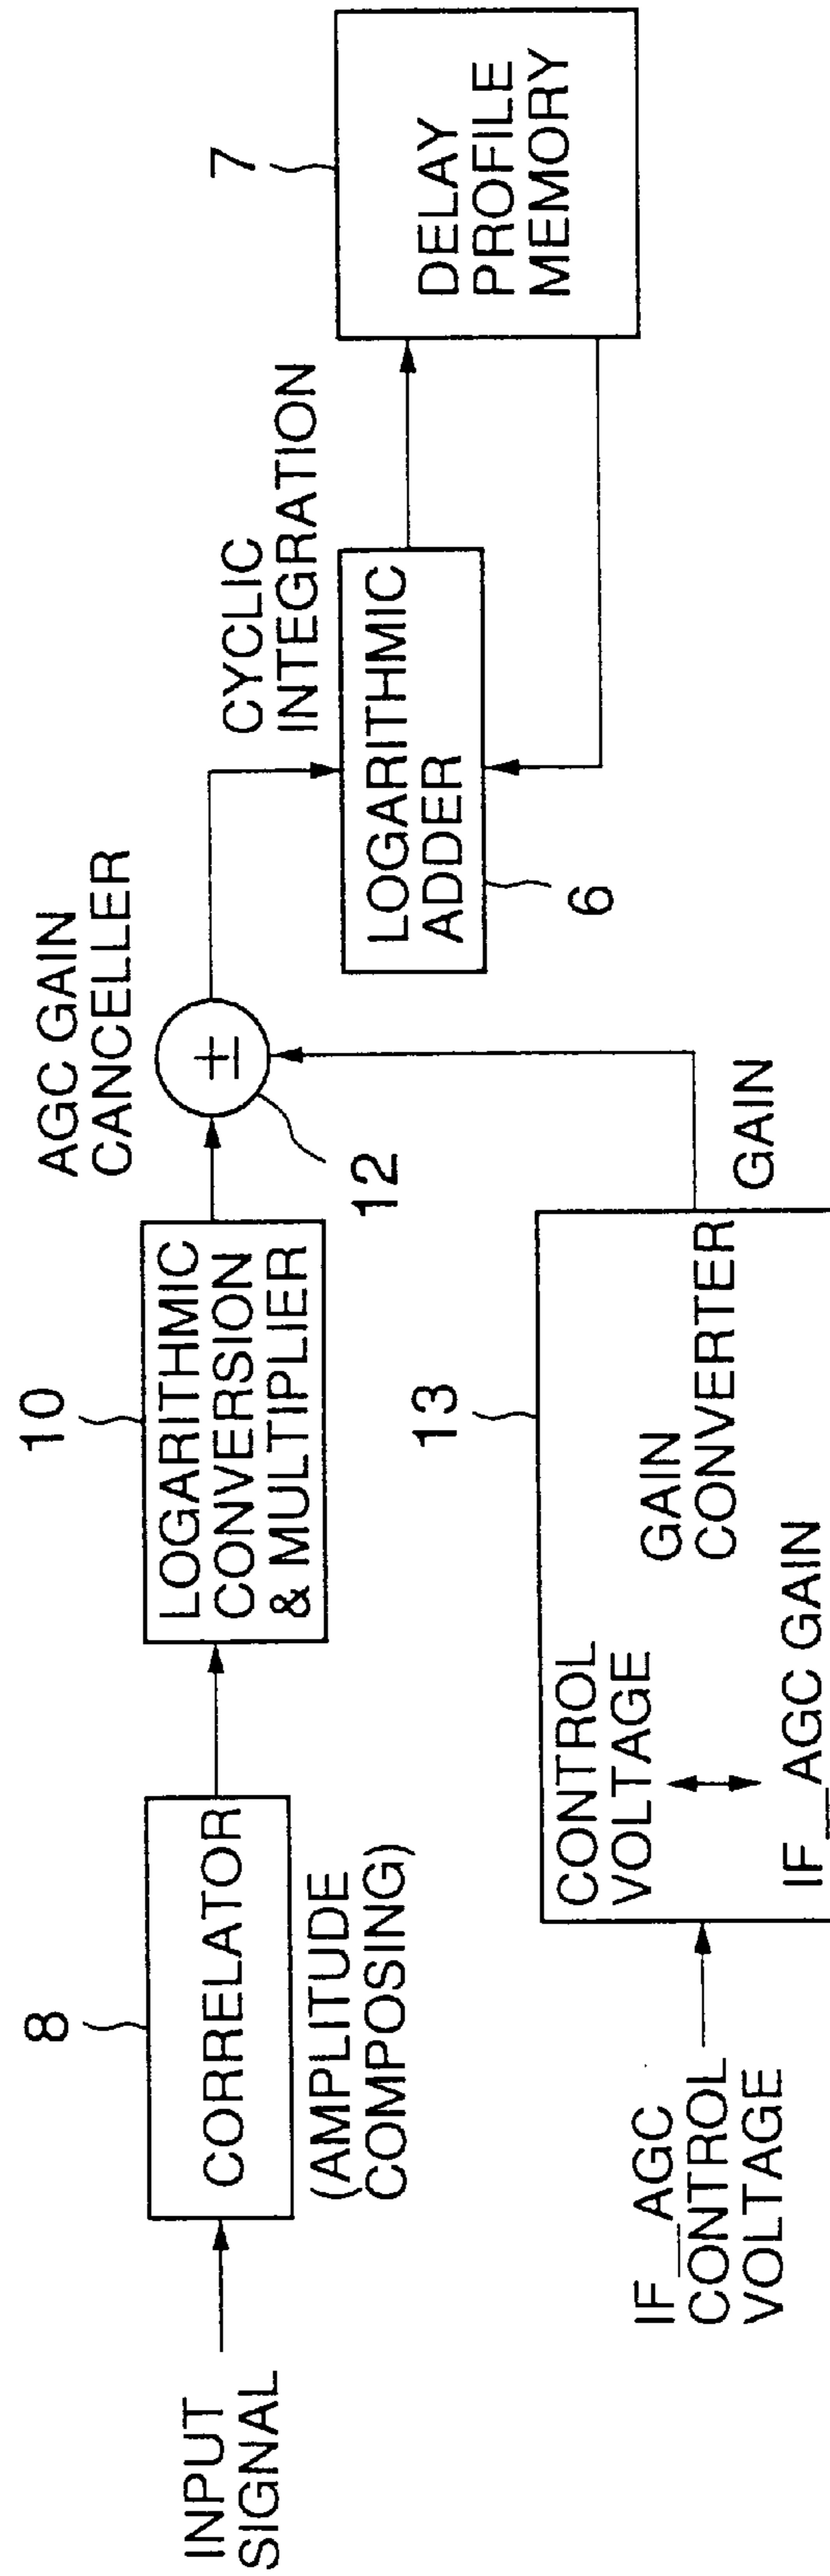 INPUT
SIGNAL
8
CORRELATOR
(AMPLITUDE
COMPOSING)
10
LOGARITHMIC
CONVERSION
& MULTIPLIER
AGC GAIN
CANCELLER
±
12
CYCLIC
INTEGRATION
LOGARITHMIC
ADDER
6
7
DELAY
PROFILE
MEMORY
IF_AGC
CONTROL
VOLTAGE
13
CONTROL
VOLTAGE
IF_AGC GAIN
GAIN
CONVERTER
GAIN